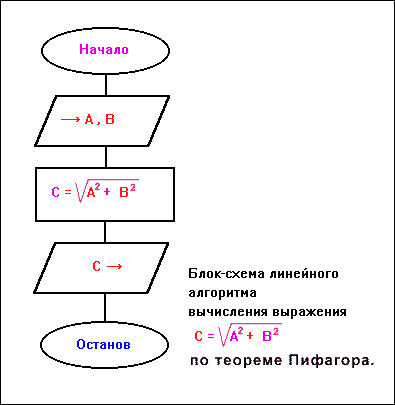 Начало
→ A , B
C = √A² + B²
C →
Останов
Блок-схема линейного
алгоритма
вычисления выражения
C = √A² + B²
по теореме Пифагора.